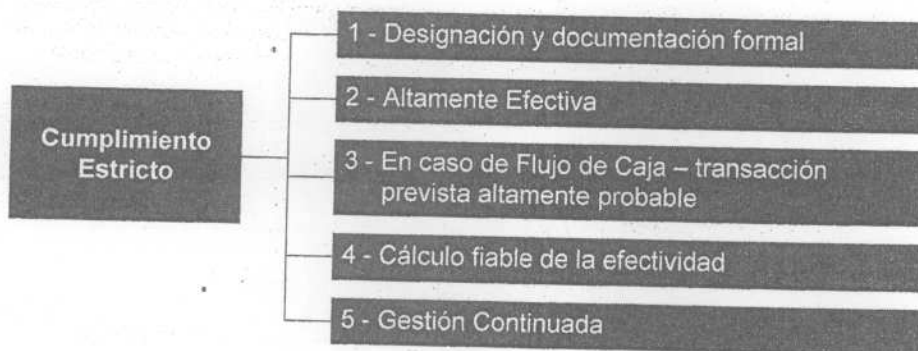 Cumplimiento
Estricto
1 - Designación y documentación formal
2 - Altamente Efectiva
3 - En caso de Flujo de Caja – transacción
prevista altamente probable
4 - Cálculo fiable de la efectividad
5 - Gestión Continuada